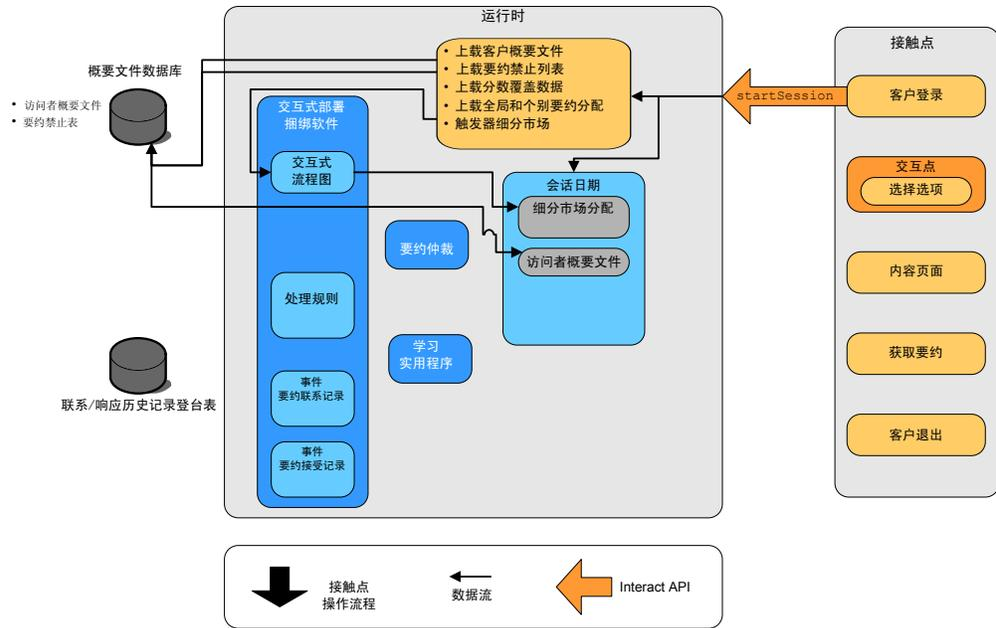 运行时
接触点
概要文件数据库
• 访问者概要文件
• 要约禁止表
• 上载客户概要文件
• 上载要约禁止列表
• 上载分数覆盖数据
• 上载全局和个别要约分配
• 触发器细分市场
startSession
客户登录
交互式部署
捆绑软件
交互式
流程图
会话日期
细分市场分配
访问者概要文件
交互点
选择选项
要约仲裁
内容页面
处理规则
学习
实用程序
获取要约
联系/响应历史记录登台表
事件
要约联系记录
客户退出
事件
要约接受记录
接触点
操作流程
数据流
Interact API